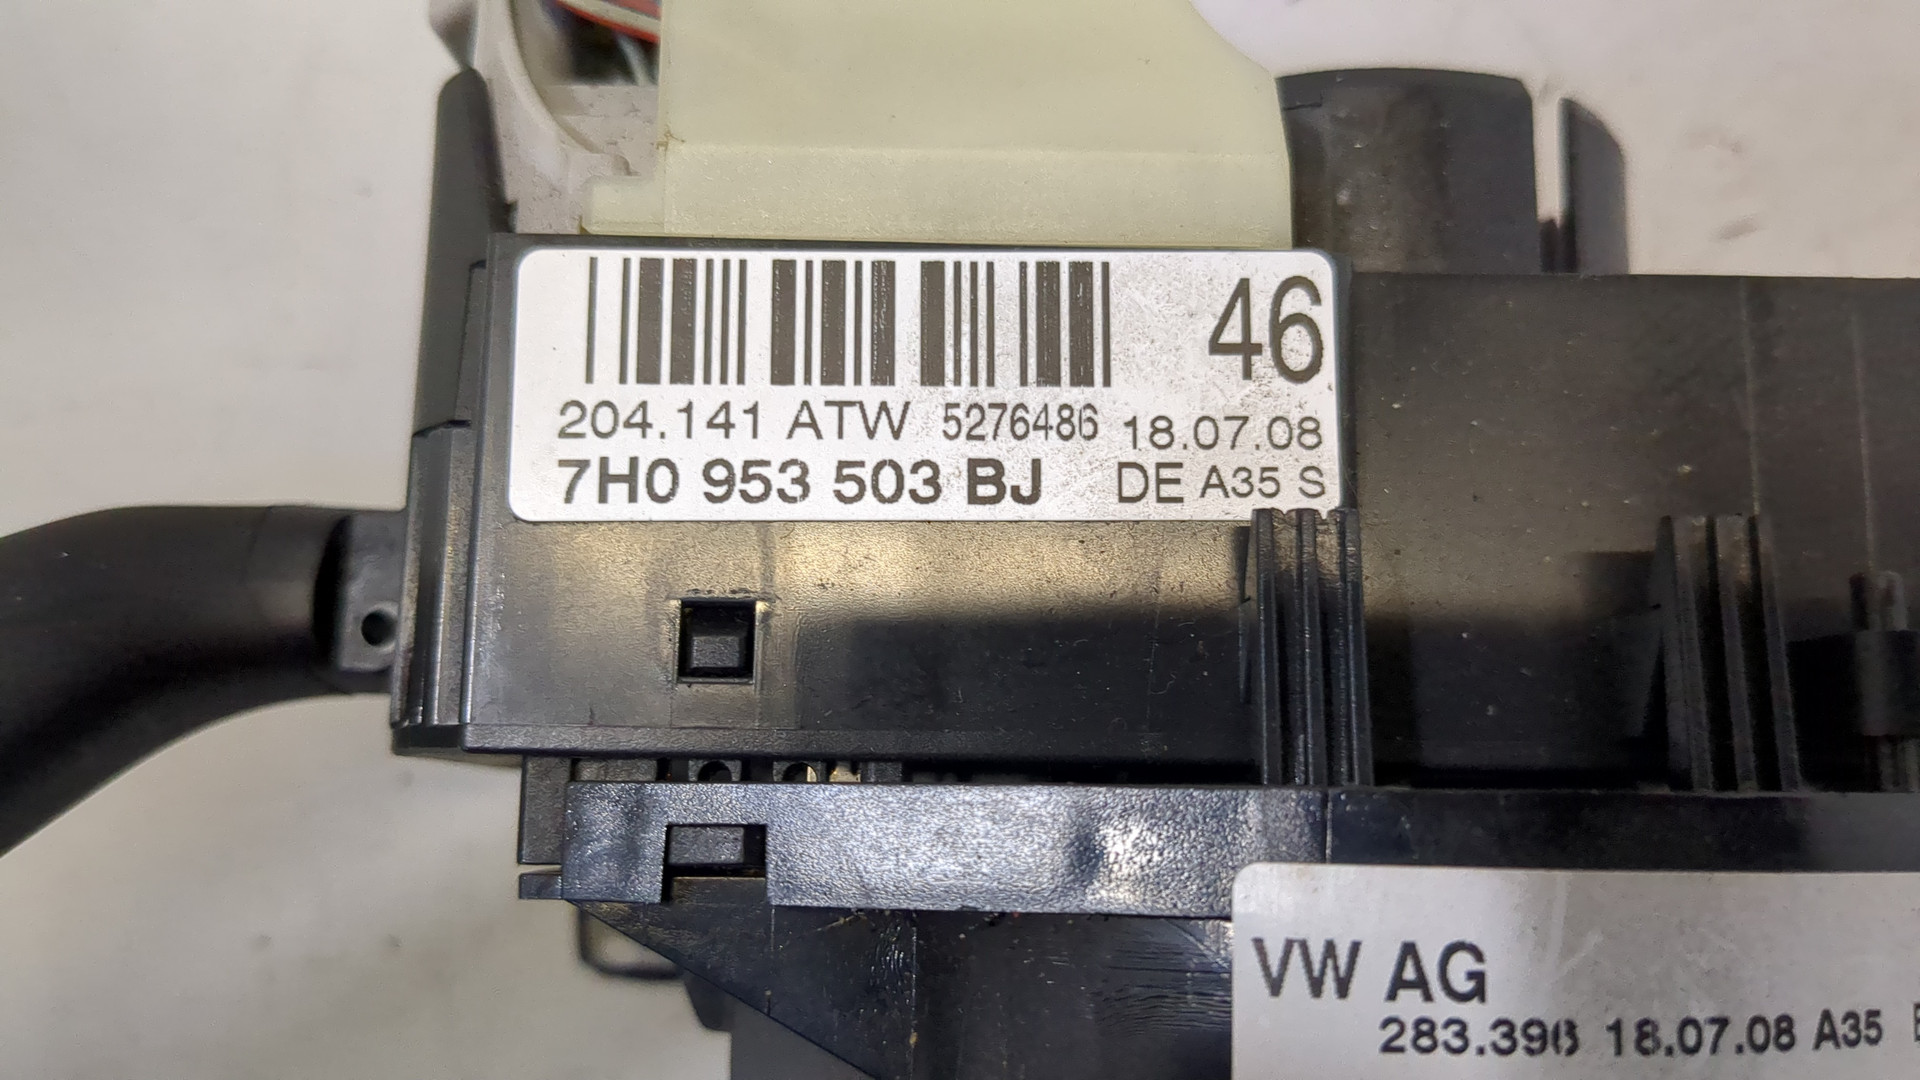 46
204.141 ATW 5276486 18.07.08
7H0 953 503 BJ DE A35 S
VW AG
283.396 18.07.08 A35